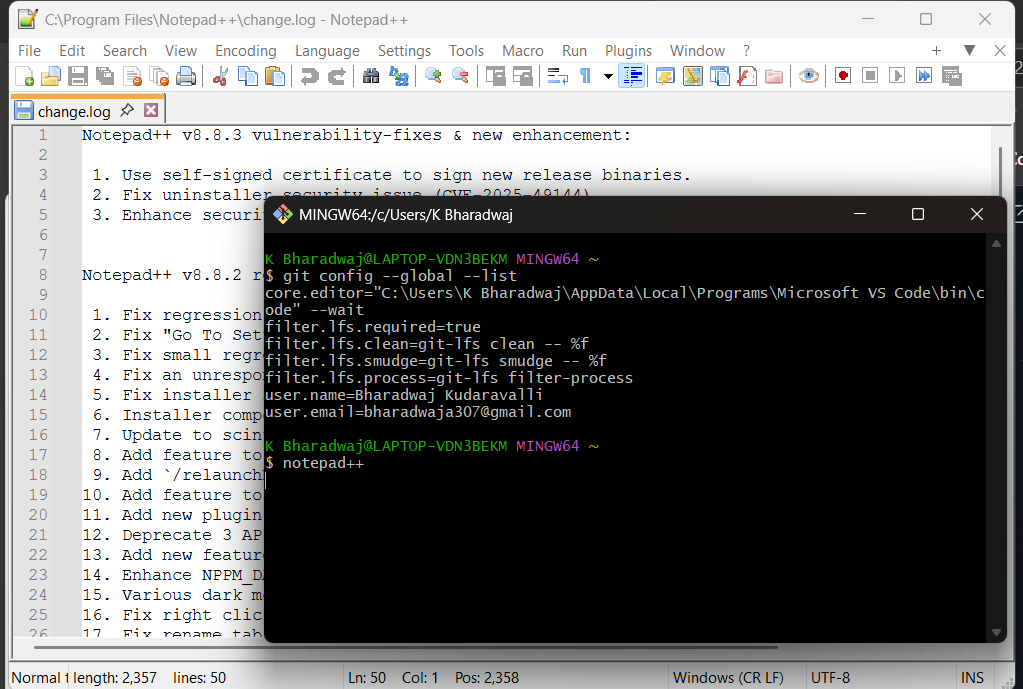 C:\Program Files\Notepad++\change.log - Notepad++
File Edit Search View Encoding Language Settings Tools Macro Run Plugins Window ?
change.log
1 Notepad++ v8.8.3 vulnerability-fixes & new enhancement:
2
3 1. Use self-signed certificate to sign new release binaries.
4 2. Fix uninstaller security issue (CVE-2025-49144)
5 3. Enhance securi
6
7
8 Notepad++ v8.8.2 re
9
10 1. Fix regression
11 2. Fix "Go To Set
12 3. Fix small regr
13 4. Fix an unrespo
14 5. Fix installer
15 6. Installer comp
16 7. Update to scin
17 8. Add feature to
18 9. Add `/relaunch
19 10. Add feature to
20 11. Add new plugin
21 12. Deprecate 3 AP
22 13. Add new featur
23 14. Enhance NPPM_DA
24 15. Various dark m
25 16. Fix right clic
26 17. Fix rename tab
MINGW64:/c/Users/K Bharadwaj
K Bharadwaj@LAPTOP-VDN3BEKM MINGW64 ~
$ git config --global --list
core.editor="C:\Users\K Bharadwaj\AppData\Local\Programs\Microsoft VS Code\bin\c
ode" --wait
filter.lfs.required=true
filter.lfs.clean=git-lfs clean -- %f
filter.lfs.smudge=git-lfs smudge -- %f
filter.lfs.process=git-lfs filter-process
user.name=Bharadwaj Kudaravalli
user.email=bharadwaja307@gmail.com
K Bharadwaj@LAPTOP-VDN3BEKM MINGW64 ~
$ notepad++
Normal t length: 2,357 lines: 50 Ln: 50 Col: 1 Pos: 2,358 Windows (CR LF) UTF-8 INS